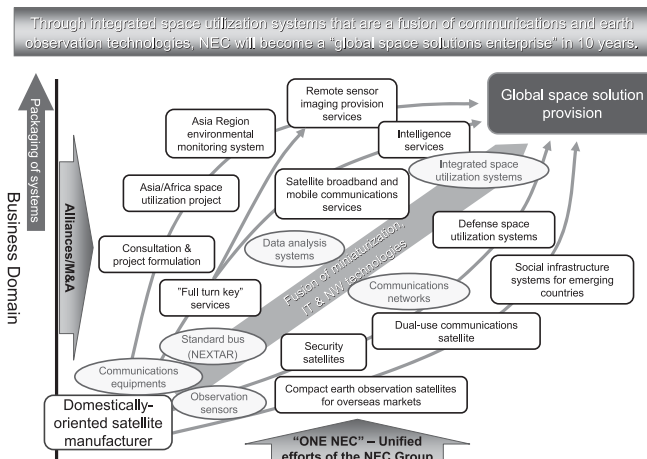 Through integrated space utilization systems that are a fusion of communications and earth
observation technologies, NEC will become a “global space solutions enterprise” in 10 years.
Packaging of systems
Business Domain
Alliances/M&A
Remote sensor
imaging provision
services
Global space solution
provision
Asia Region
environmental
monitoring system
Intelligence
services
Integrated space
utilization systems
Asia/Africa space
utilization project
Satellite broadband and
mobile communications
services
Defense space
utilization systems
Data analysis
systems
Consultation &
project formulation
Fusion of miniaturization,
IT & NW technologies
Social infrastructure
systems for emerging
countries
"Full turn key"
services
Communications
networks
Standard bus
(NEXTAR)
Dual-use communications
satellite
Security
satellites
Communications
equipments
Observation
sensors
Compact earth observation satellites
for overseas markets
Domestically-
oriented satellite
manufacturer
"ONE NEC" – Unified
efforts of the NEC Group